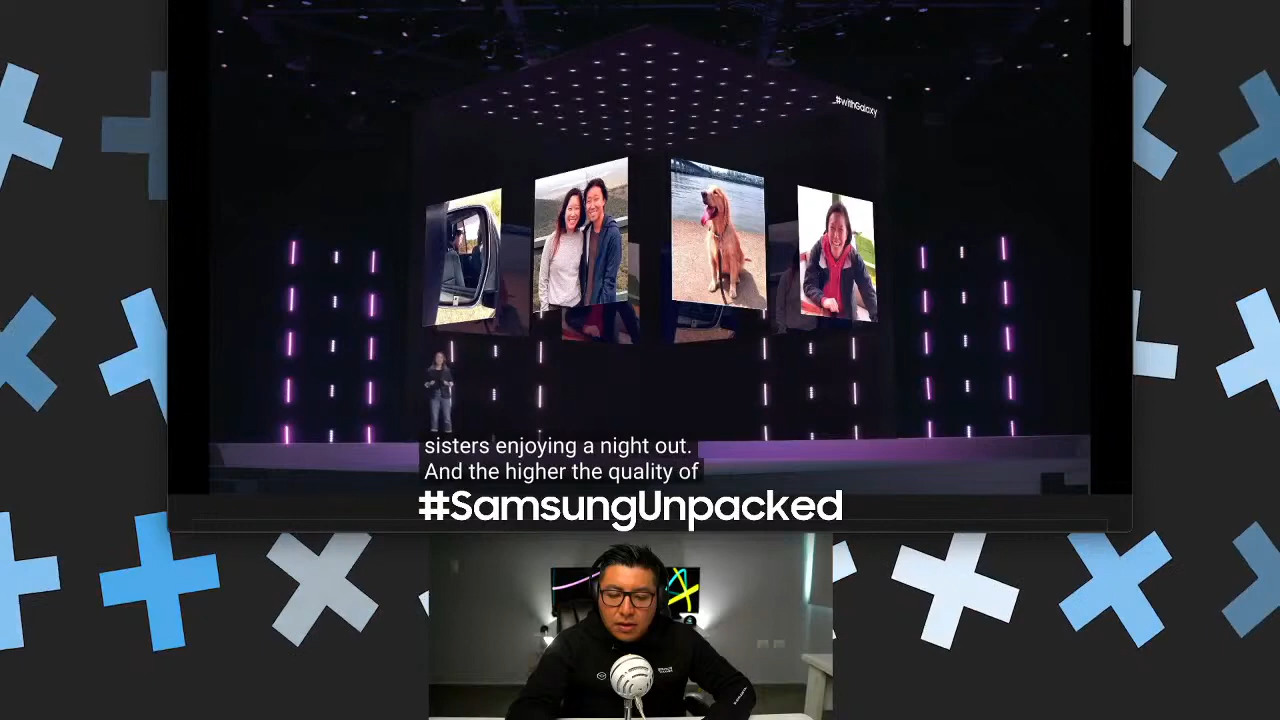 #withGalaxy
sisters enjoying a night out.
And the higher the quality of
#SamsungUnpacked